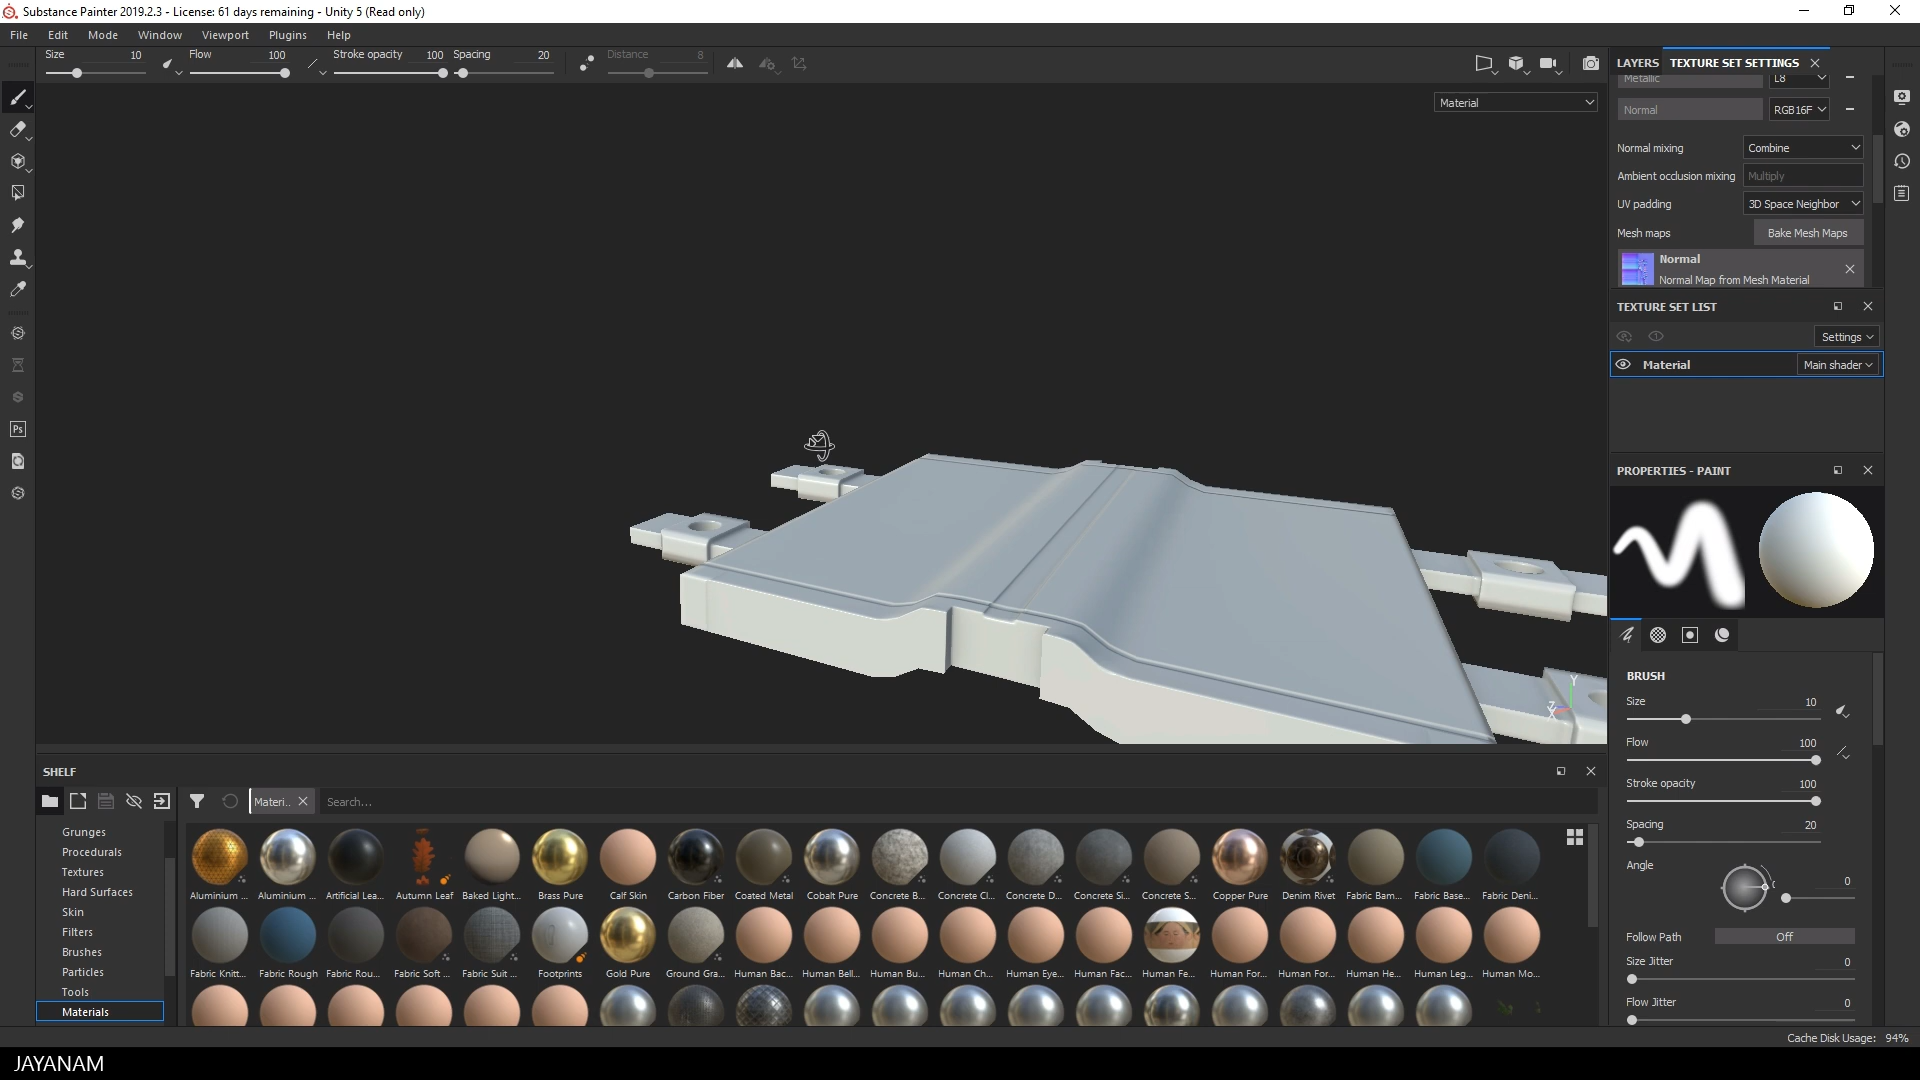 Substance Painter 2019.2.3 - License: 61 days remaining - Unity 5 (Read only)
File Edit Mode Window Viewport Plugins Help
Size 10 Flow 100 Stroke opacity 100 Spacing 20 Distance 8
LAYERS TEXTURE SET SETTINGS
Metallic L8
Material
Normal RGB16F
Normal mixing Combine
Ambient occlusion mixing Multiply
UV padding 3D Space Neighbor
Mesh maps Bake Mesh Maps
Normal
Normal Map from Mesh Material
TEXTURE SET LIST
Settings
Material Main shader
Ps
PROPERTIES - PAINT
BRUSH
Size 10
Flow 100
Stroke opacity 100
Spacing 20
Angle 0
Follow Path Off
Size Jitter 0
Flow Jitter 0
Y
Z
X
SHELF
Materi.. Search...
Grunges
Procedurals
Textures
Hard Surfaces
Skin
Filters
Brushes
Particles
Tools
Materials
Aluminium ... Aluminium ... Artificial Lea... Autumn Leaf Baked Light... Brass Pure Calf Skin Carbon Fiber Coated Metal Cobalt Pure Concrete B... Concrete Cl... Concrete D... Concrete Si... Concrete S... Copper Pure Denim Rivet Fabric Bam... Fabric Base... Fabric Deni...
Fabric Knitt... Fabric Rough Fabric Rou... Fabric Soft ... Fabric Suit ... Footprints Gold Pure Ground Gra... Human Bac... Human Bell... Human Bu... Human Ch... Human Eye... Human Fac... Human Fe... Human For... Human For... Human He... Human Leg... Human Mo...
Cache Disk Usage: 94%
JAYANAM